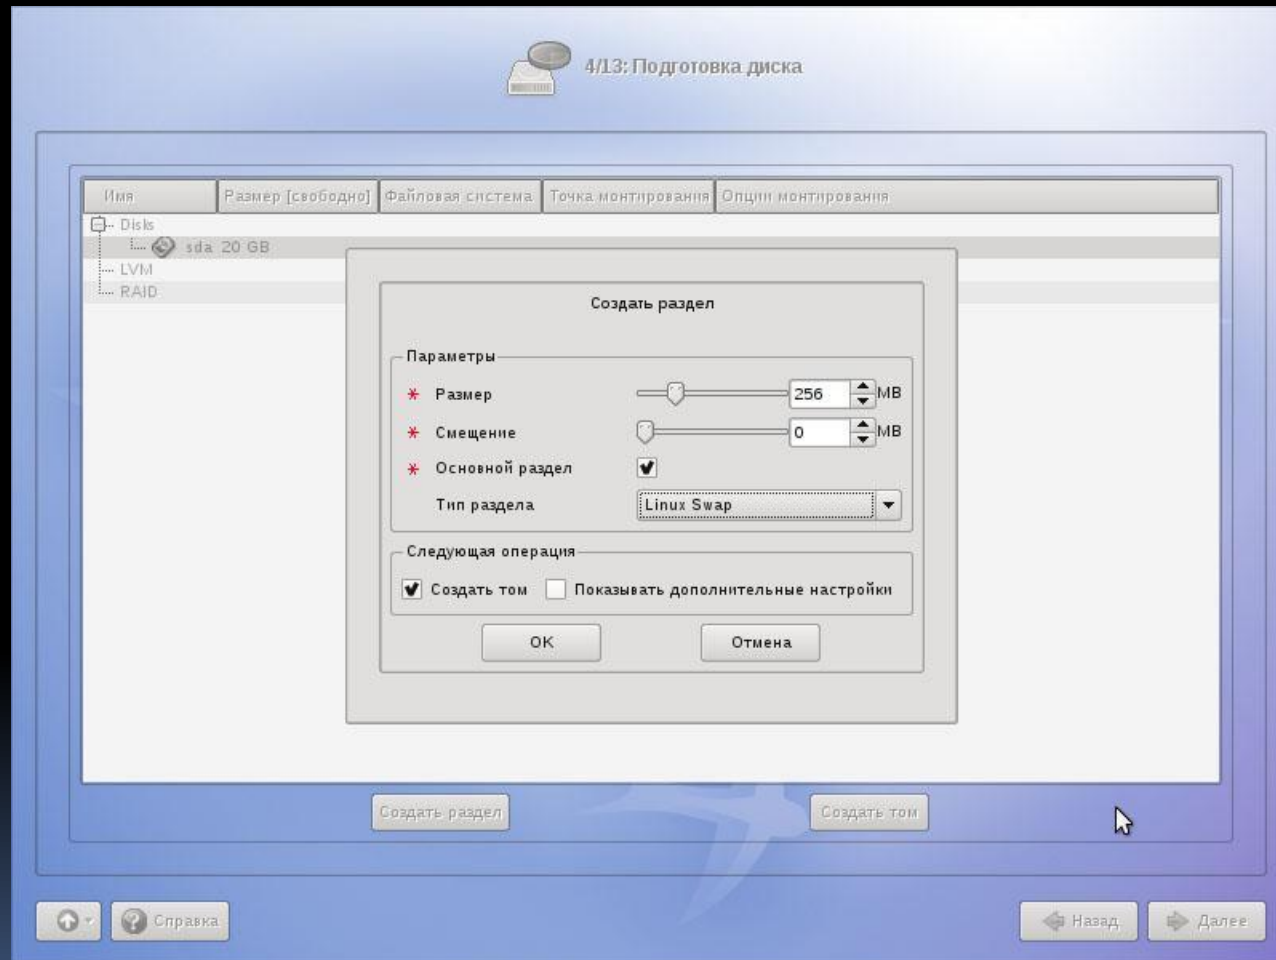 4/13: Подготовка диска
Имя Размер [свободно] Файловая система Точка монтирования Опции монтирования
Disks
sda 20 GB
LVM
RAID
Создать раздел
Параметры
* Размер 256 MB
* Смещение 0 MB
* Основной раздел
Тип раздела Linux Swap
Следующая операция
Создать том Показывать дополнительные настройки
OK Отмена
Создать раздел Создать том
Справка Назад Далее